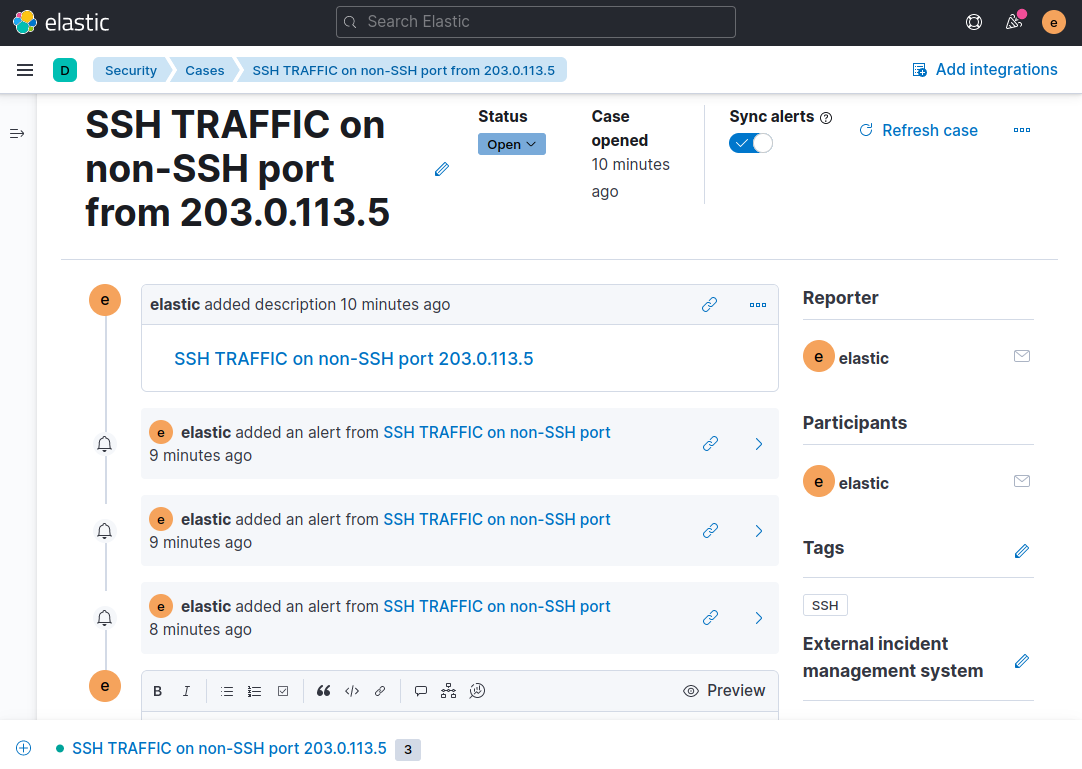 elastic
Search Elastic
e
D
Security
Cases
SSH TRAFFIC on non-SSH port from 203.0.113.5
Add integrations
SSH TRAFFIC on
non-SSH port
from 203.0.113.5
Status
Open
Case
opened
10 minutes
ago
Sync alerts
Refresh case
e
elastic added description 10 minutes ago
SSH TRAFFIC on non-SSH port 203.0.113.5
e elastic added an alert from SSH TRAFFIC on non-SSH port
9 minutes ago
e elastic added an alert from SSH TRAFFIC on non-SSH port
9 minutes ago
e elastic added an alert from SSH TRAFFIC on non-SSH port
8 minutes ago
e
B I
Preview
Reporter
e elastic
Participants
e elastic
Tags
SSH
External incident
management system
SSH TRAFFIC on non-SSH port 203.0.113.5 3